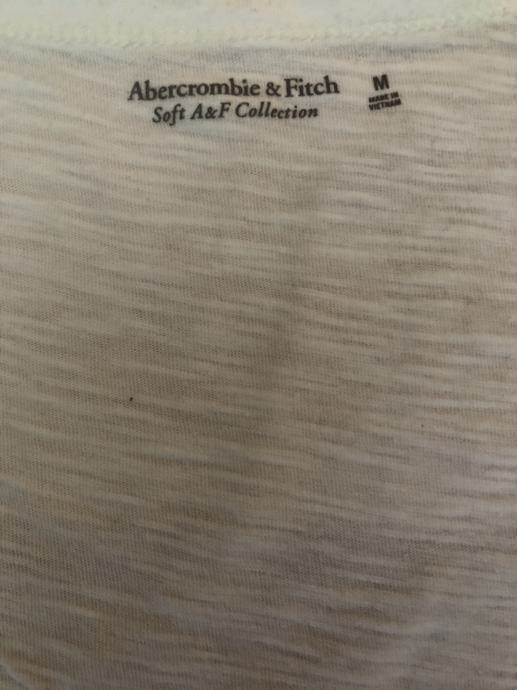 Abercrombie & Fitch
Soft A&F Collection
M
MADE IN
VIETNAM